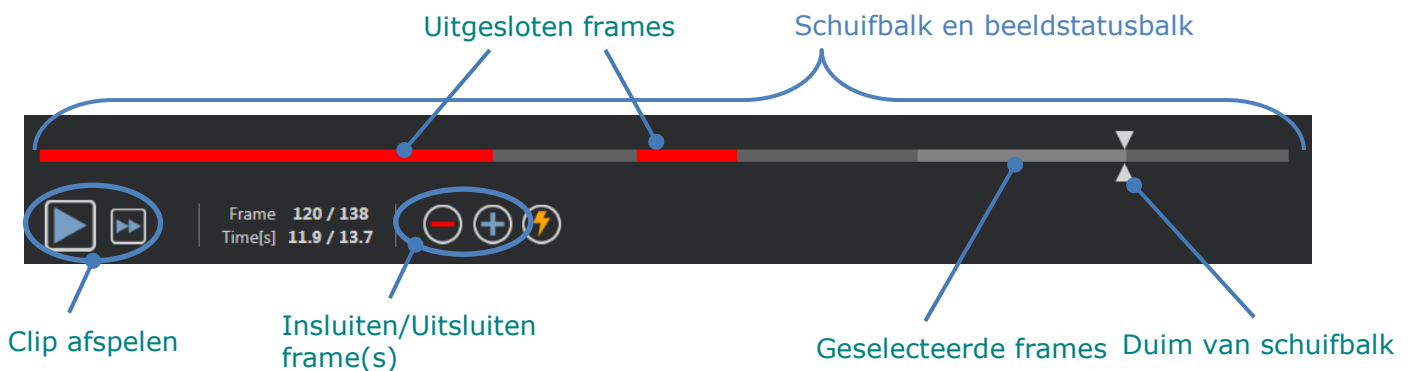 Uitgesloten frames
Schuifbalk en beeldstatusbalk
Frame 120 / 138
Time[s] 11.9 / 13.7
Clip afspelen
Insluiten/Uitsluiten
frame(s)
Geselecteerde frames
Duim van schuifbalk